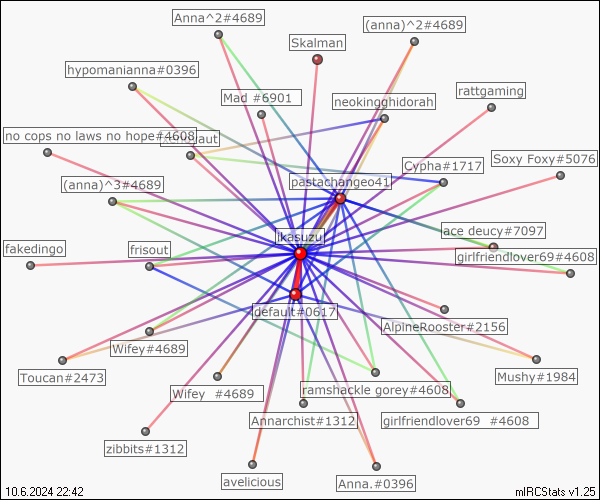 Anna^2#4689
(anna)^2#4689
Skalman
hypomanianna#0396
Mad #6901
neokingghidorah
rattgaming
no cops no laws no hope#4608
aut
Cypha#1717
Soxy Foxy#5076
(anna)^3#4689
pastachangeo41
ace deucy#7097
fakedingo
frisout
ikasuzu
girlfriendlover69#4608
default#0617
AlpineRooster#2156
Wifey#4689
Toucan#2473
Mushy#1984
Wifey #4689
ramshackle gorey#4608
Annarchist#1312
girlfriendlover69 #4608
zibbits#1312
avelicious
Anna.#0396
10.6.2024 22:42
mIRCStats v1.25